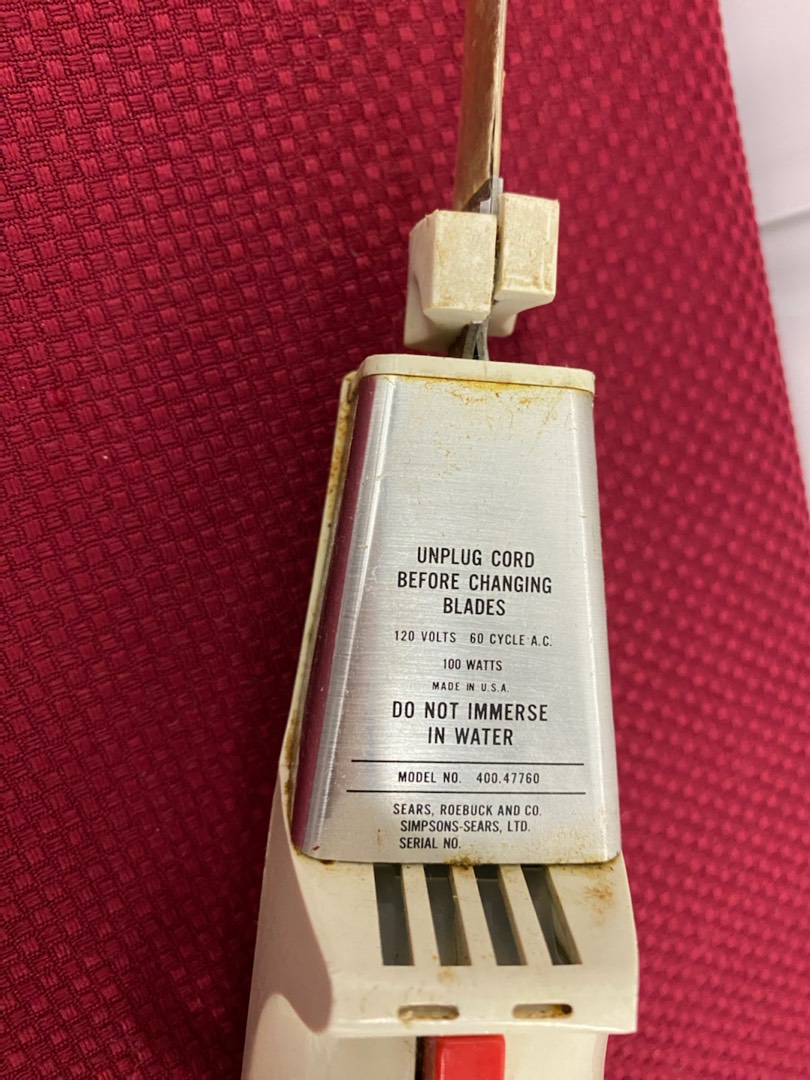 UNPLUG CORD
BEFORE CHANGING
BLADES
120 VOLTS 60 CYCLE A.C.
100 WATTS
MADE IN U.S.A.
DO NOT IMMERSE
IN WATER
MODEL NO. 400.47760
SEARS, ROEBUCK AND CO.
SIMPSONS-SEARS, LTD.
SERIAL NO.